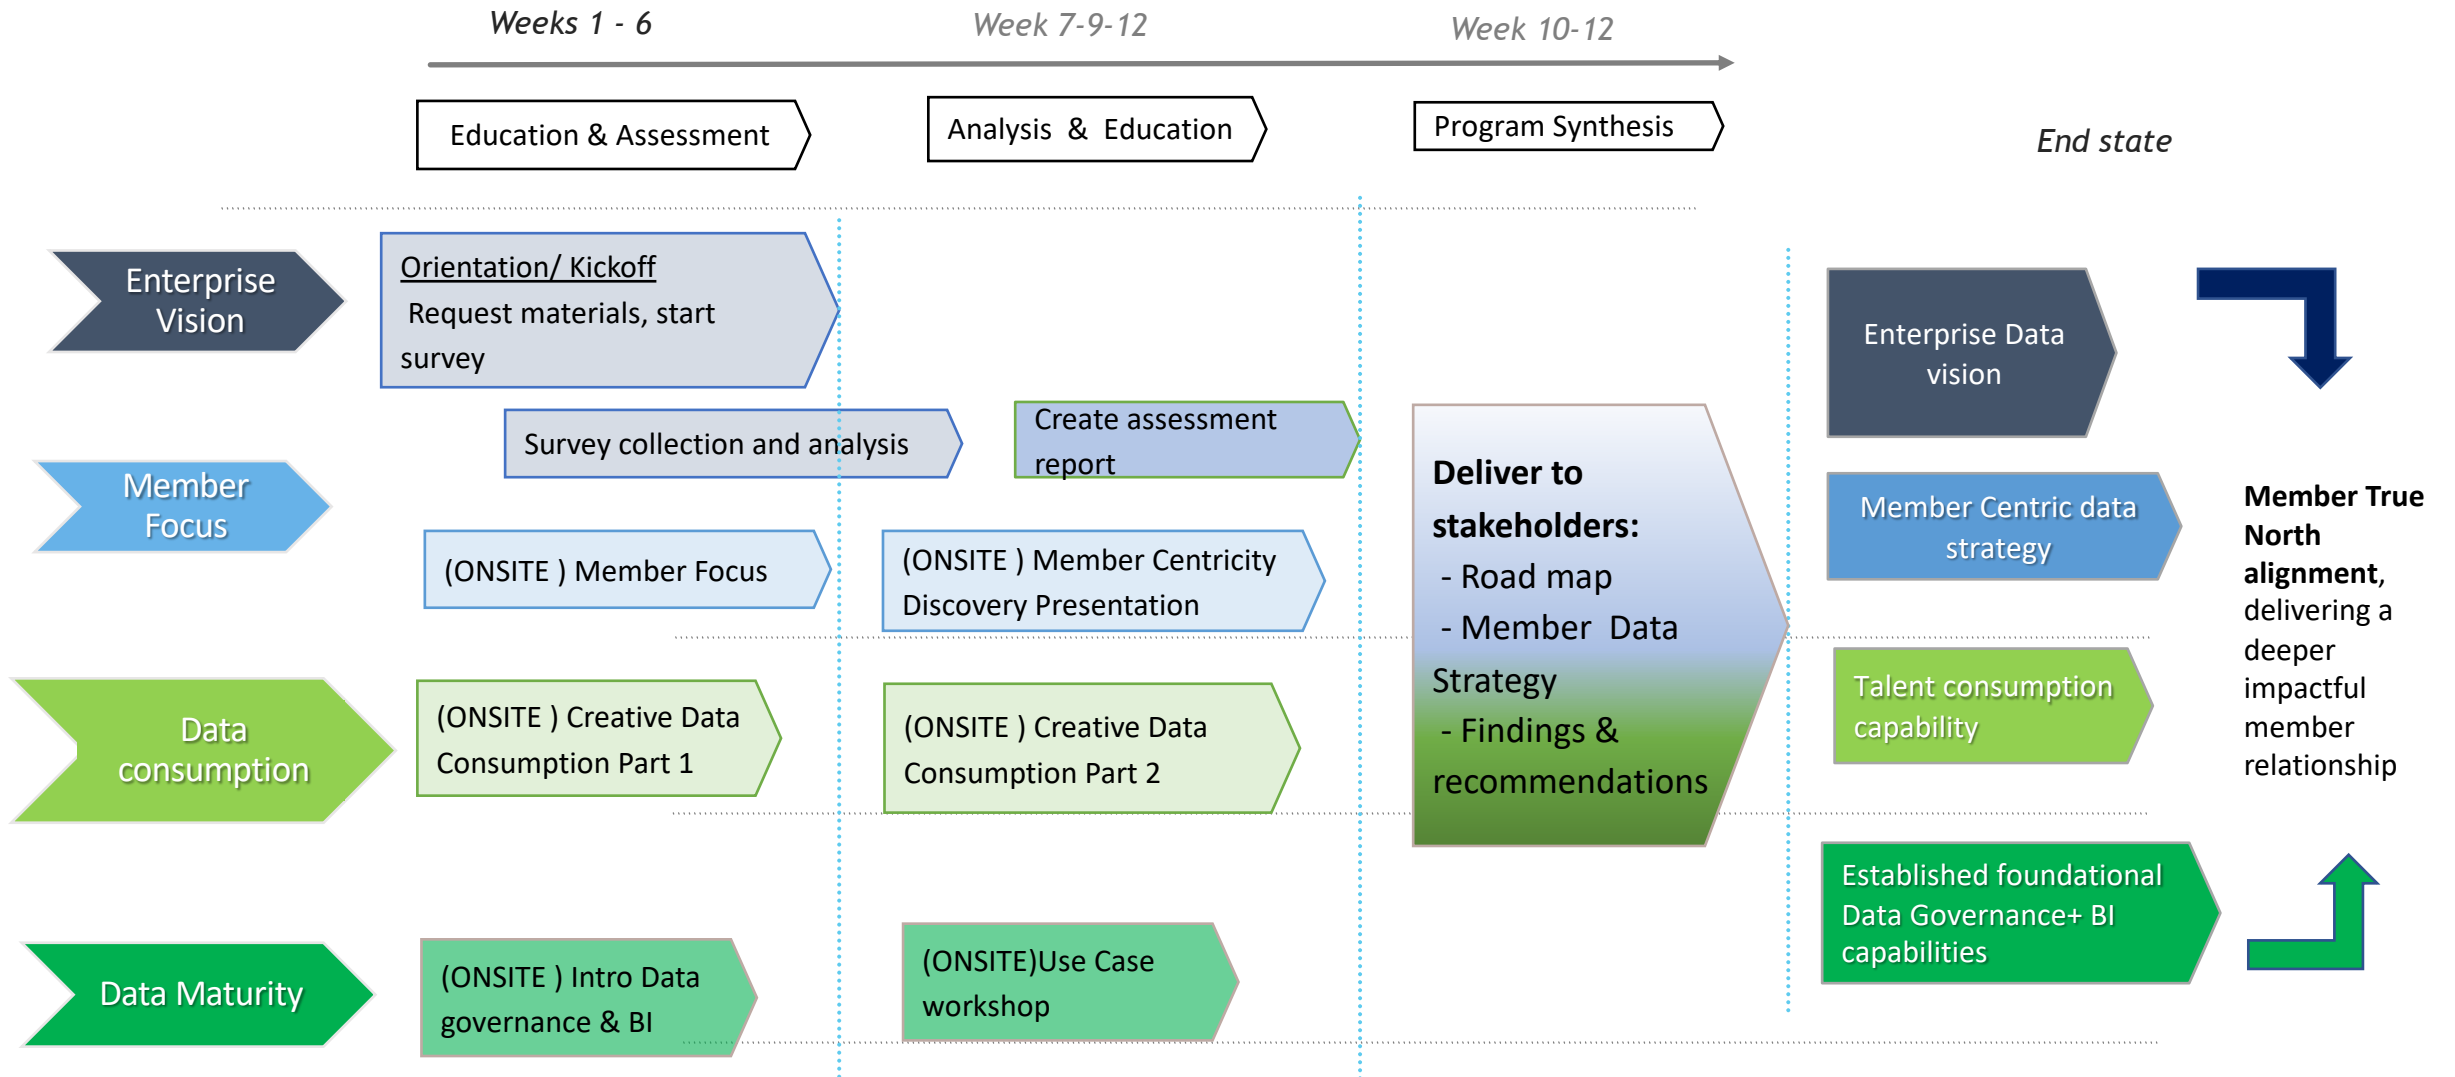 Weeks 1 - 6
Week 7-9-12
Week 10-12
Education & Assessment
Analysis & Education
Program Synthesis
End state
Enterprise
Vision
Orientation/ Kickoff
Request materials, start
survey
Enterprise Data
vision
Member
Focus
Survey collection and analysis
Create assessment
report
(ONSITE ) Member Focus
(ONSITE ) Member Centricity
Discovery Presentation
Deliver to
stakeholders:
- Road map
- Member Data
Strategy
- Findings &
recommendations
Member Centric data
strategy
Member True
North
alignment,
delivering a
deeper
impactful
member
relationship
Data
consumption
(ONSITE ) Creative Data
Consumption Part 1
(ONSITE ) Creative Data
Consumption Part 2
Talent consumption
capability
Data Maturity
(ONSITE ) Intro Data
governance & BI
(ONSITE)Use Case
workshop
Established foundational
Data Governance+ BI
capabilities